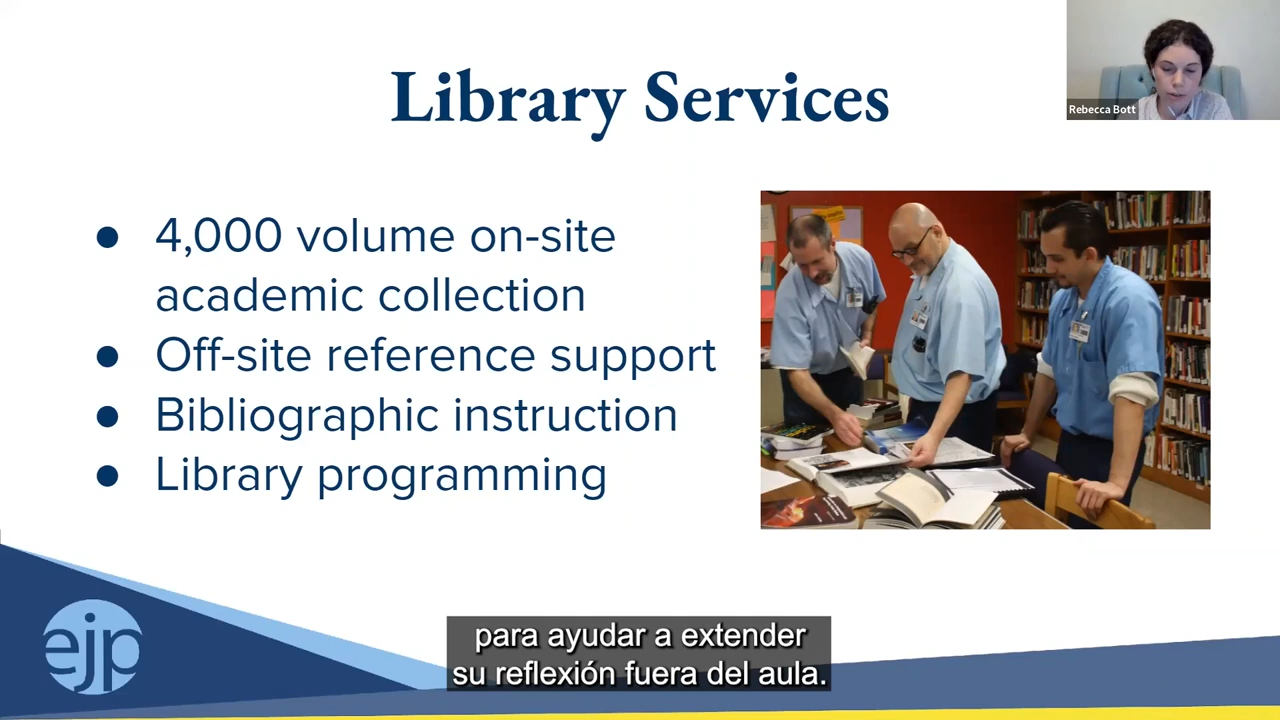 Library Services
Rebecca Bott
● 4,000 volume on-site
academic collection
● Off-site reference support
● Bibliographic instruction
● Library programming
ejp
para ayudar a extender
su reflexión fuera del aula.